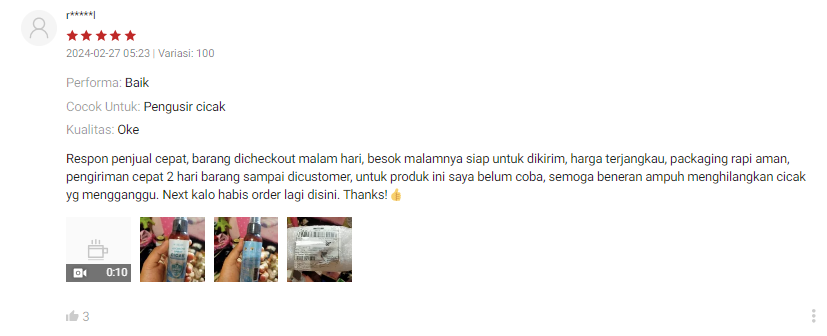 r*****l
2024-02-27 05:23 | Variasi: 100
Performa: Baik
Cocok Untuk: Pengusir cicak
Kualitas: Oke
Respon penjual cepat, barang dicheckout malam hari, besok malamnya siap untuk dikirim, harga terjangkau, packaging rapi aman,
pengiriman cepat 2 hari barang sampai dicustomer, untuk produk ini saya belum coba, semoga beneran ampuh menghilangkan cicak
yg mengganggu. Next kalo habis order lagi disini. Thanks!👍
0:10
3